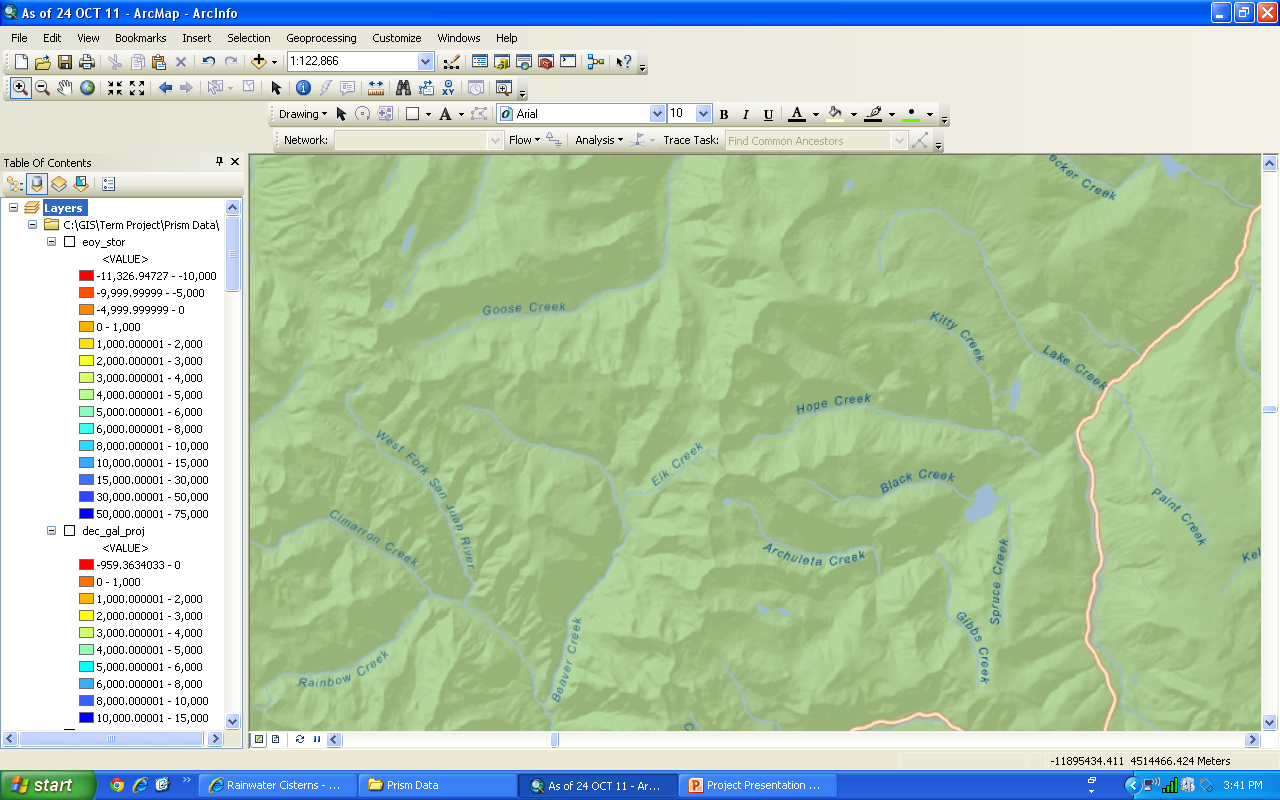 As of 24 OCT 11 - ArcMap - ArcInfo
File Edit View Bookmarks Insert Selection Geoprocessing Customize Windows Help
1:122,866
Drawing Arial 10 B I U A
Network: Flow Analysis Trace Task: Find Common Ancestors
Table Of Contents
Layers
C:\GIS\Term Project\Prism Data\
eoy_stor
<VALUE>
-11,326.94727 - -10,000
-9,999.99999 - -5,000
-4,999.999999 - 0
0 - 1,000
1,000.000001 - 2,000
2,000.000001 - 3,000
3,000.000001 - 4,000
4,000.000001 - 5,000
5,000.000001 - 6,000
6,000.000001 - 8,000
8,000.000001 - 10,000
10,000.00001 - 15,000
15,000.00001 - 30,000
30,000.00001 - 50,000
50,000.00001 - 75,000
dec_gal_proj
<VALUE>
-959.3639833 - 0
0 - 1,000
1,000.000001 - 2,000
2,000.000001 - 3,000
3,000.000001 - 4,000
4,000.000001 - 5,000
5,000.000001 - 6,000
6,000.000001 - 8,000
8,000.000001 - 10,000
10,000.00001 - 15,000
ecker Creek
Goose Creek
Kitty Creek
Lake Creek
Hope Creek
West Fork San Juan River
Elk Creek
Black Creek
Paint Creek
Cimarron Creek
Archuleta Creek
Spruce Creek
Kel
Gibbs Creek
Beaver Creek
Rainbow Creek
-11895434.411 4514466.424 Meters
start
Rainwater Cisterns - ...
Prism Data
As of 24 OCT 11 - Ar...
Project Presentation ...
3:41 PM